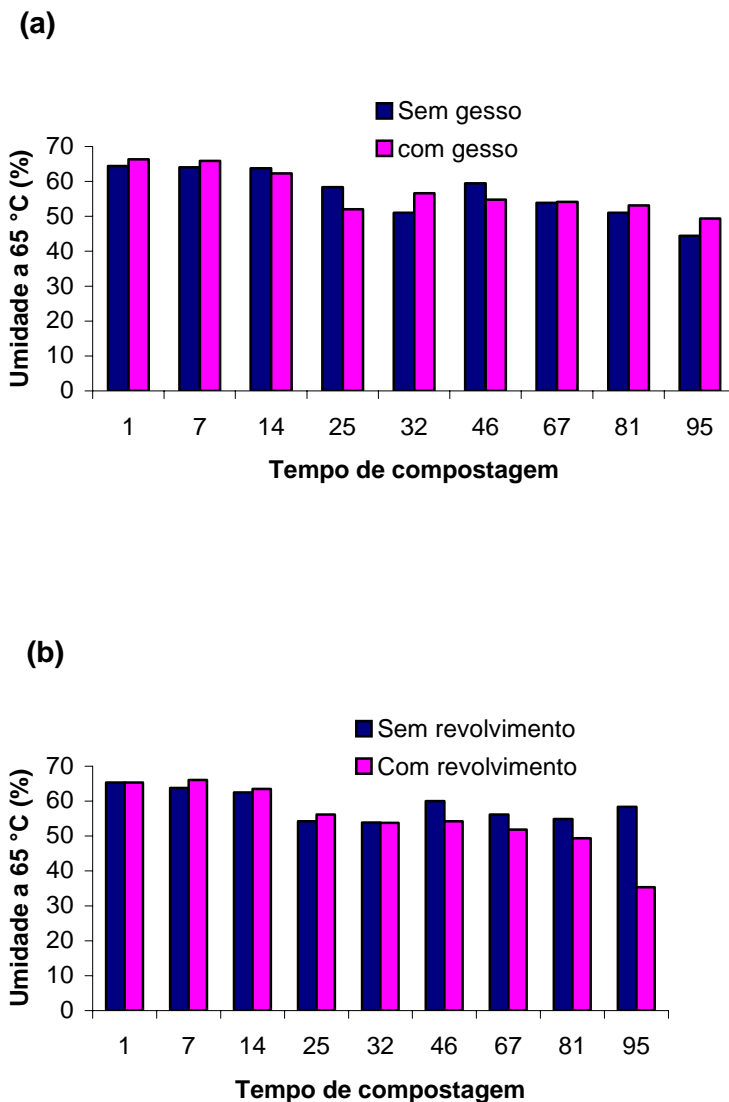 (a)
Sem gesso
com gesso
Umidade a 65 °C (%)
70
60
50
40
30
20
10
0
1 7 14 25 32 46 67 81 95
Tempo de compostagem
(b)
Sem revolvimento
Com revolvimento
Umidade a 65 °C (%)
70
60
50
40
30
20
10
0
1 7 14 25 32 46 67 81 95
Tempo de compostagem